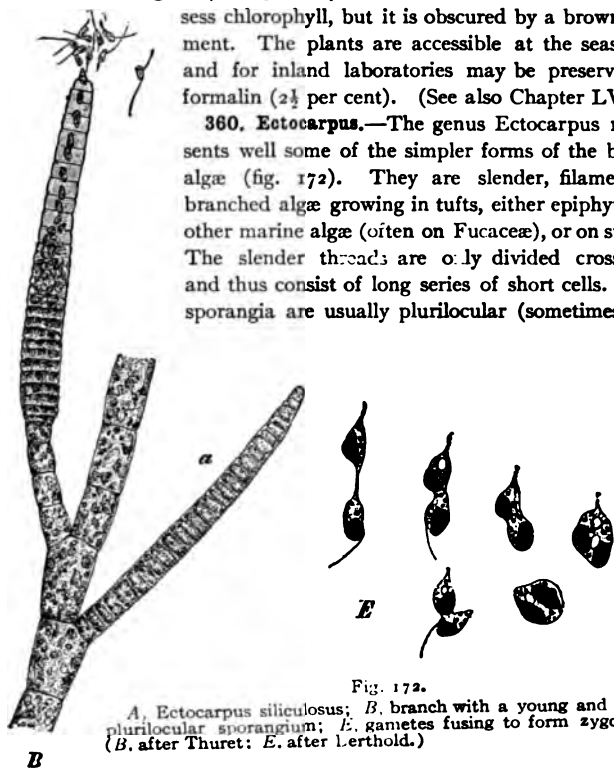 sess chlorophyll, but it is obscured by a brown
ment. The plants are accessible at the seas
and for inland laboratories may be preserv
formalin (2½ per cent). (See also Chapter LV
360. Ectocarpus.—The genus Ectocarpus r
sents well some of the simpler forms of the b
algæ (fig. 172). They are slender, filame
branched algæ growing in tufts, either epiphy
other marine algæ (often on Fucaceæ), or on s
The slender threads are only divided cross
and thus consist of long series of short cells.
sporangia are usually plurilocular (sometimes
a
E
B
Fig. 172.
A, Ectocarpus siliculosus; B, branch with a young and
plurilocular sporangium; E, gametes fusing to form zygo
(B, after Thuret; E, after Berthold.)